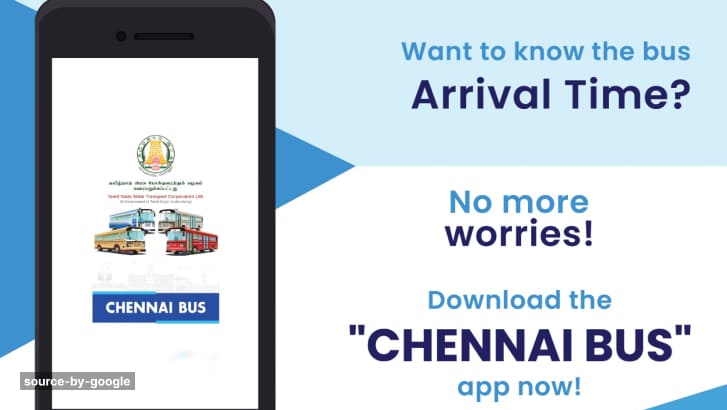 Want to know the bus
Arrival Time?
No more
worries!
Download the
"CHENNAI BUS"
app now!
Tamil Nadu State Transport Corporation Ltd.
CHENNAI BUS
source-by-google